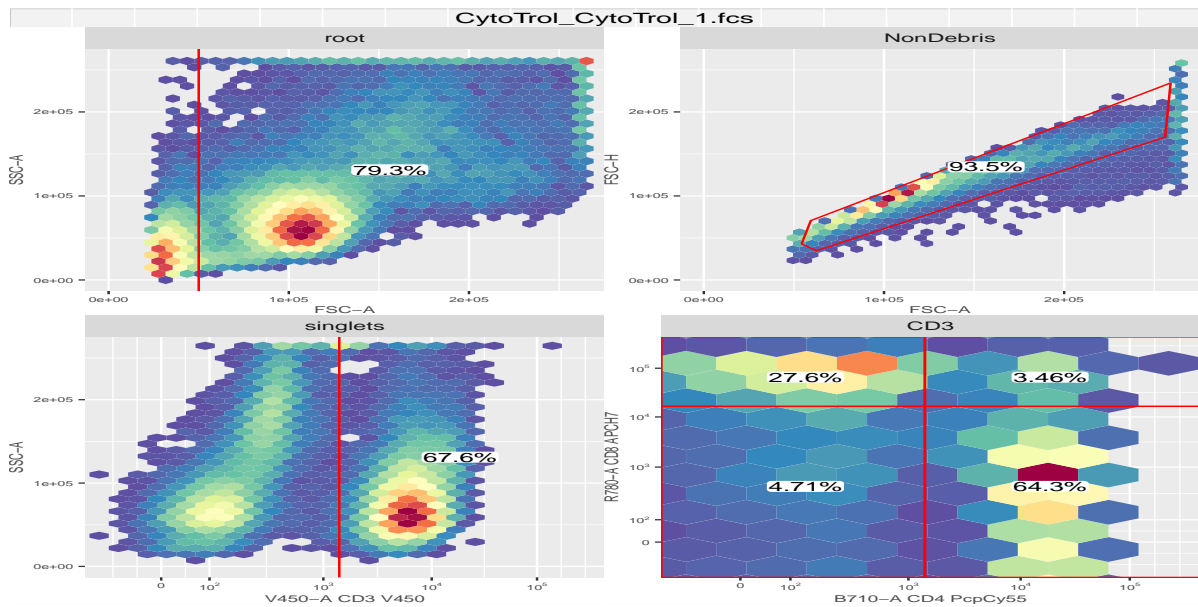 CytoTrol_CytoTrol_1.fcs
root
SSC-A
2e+05
1e+05
0e+00
79.3%
0e+00 1e+05 2e+05
FSC-A
NonDebris
FSC-H
2e+05
1e+05
0e+00
93.5%
0e+00 1e+05 2e+05
FSC-A
singlets
SSC-A
2e+05
1e+05
0e+00
67.6%
0 10² 10³ 10⁴ 10⁵
V450-A CD3 V450
CD3
R780-A CD8 APCH7
10⁵
10⁴
10³
10²
0
27.6% 3.46%
4.71% 64.3%
0 10² 10³ 10⁴ 10⁵
B710-A CD4 PcpCy55